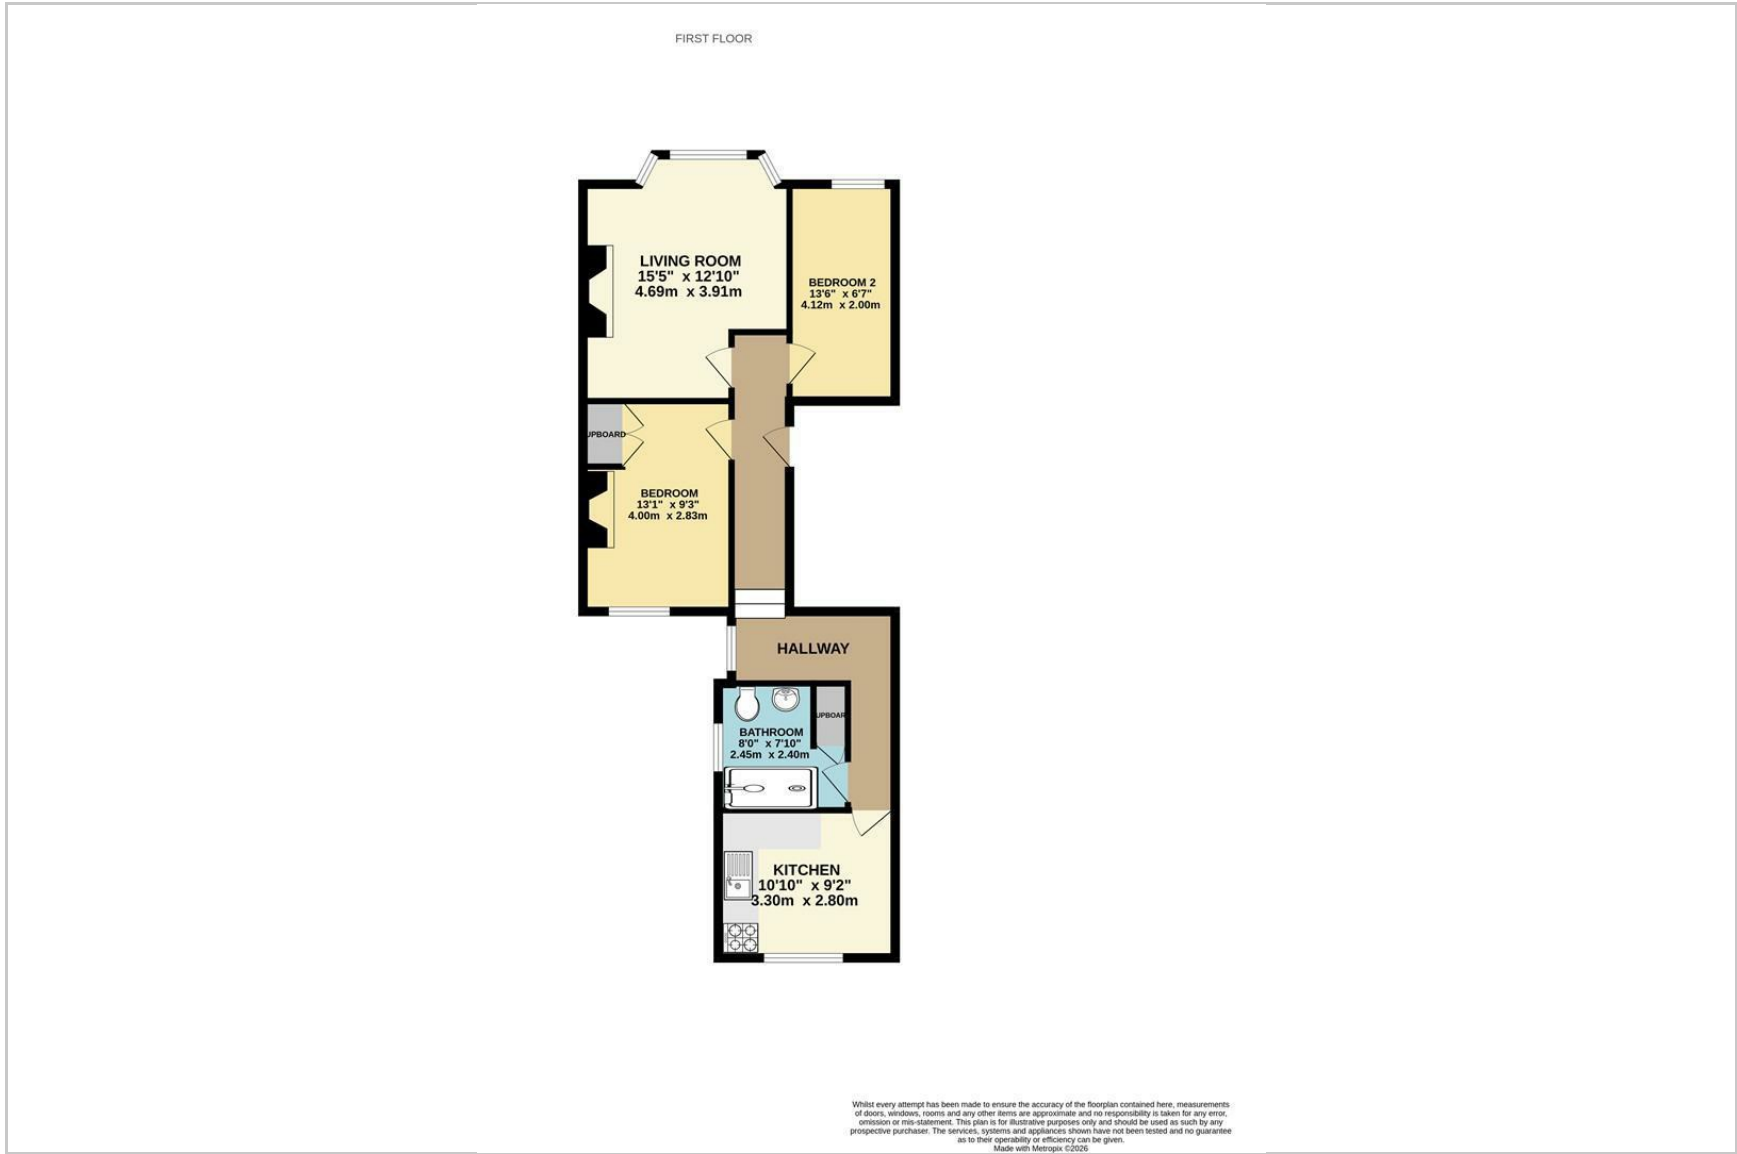 FIRST FLOOR
LIVING ROOM
15'5" x 12'10"
4.69m x 3.91m
BEDROOM 2
13'6" x 6'7"
4.12m x 2.00m
UPBOARD
BEDROOM
13'1" x 9'3"
4.00m x 2.83m
HALLWAY
UPBOAR
BATHROOM
8'0" x 7'10"
2.45m x 2.40m
KITCHEN
10'10" x 9'2"
3.30m x 2.80m
Whilst every attempt has been made to ensure the accuracy of the floorplan contained here, measurements
of doors, windows, rooms and any other items are approximate and no responsibility is taken for any error,
omission or mis-statement. This plan is for illustrative purposes only and should be used as such by any
prospective purchaser. The services, systems and appliances shown have not been tested and no guarantee
as to their operability or efficiency can be given.
Made with Metropix ©2026